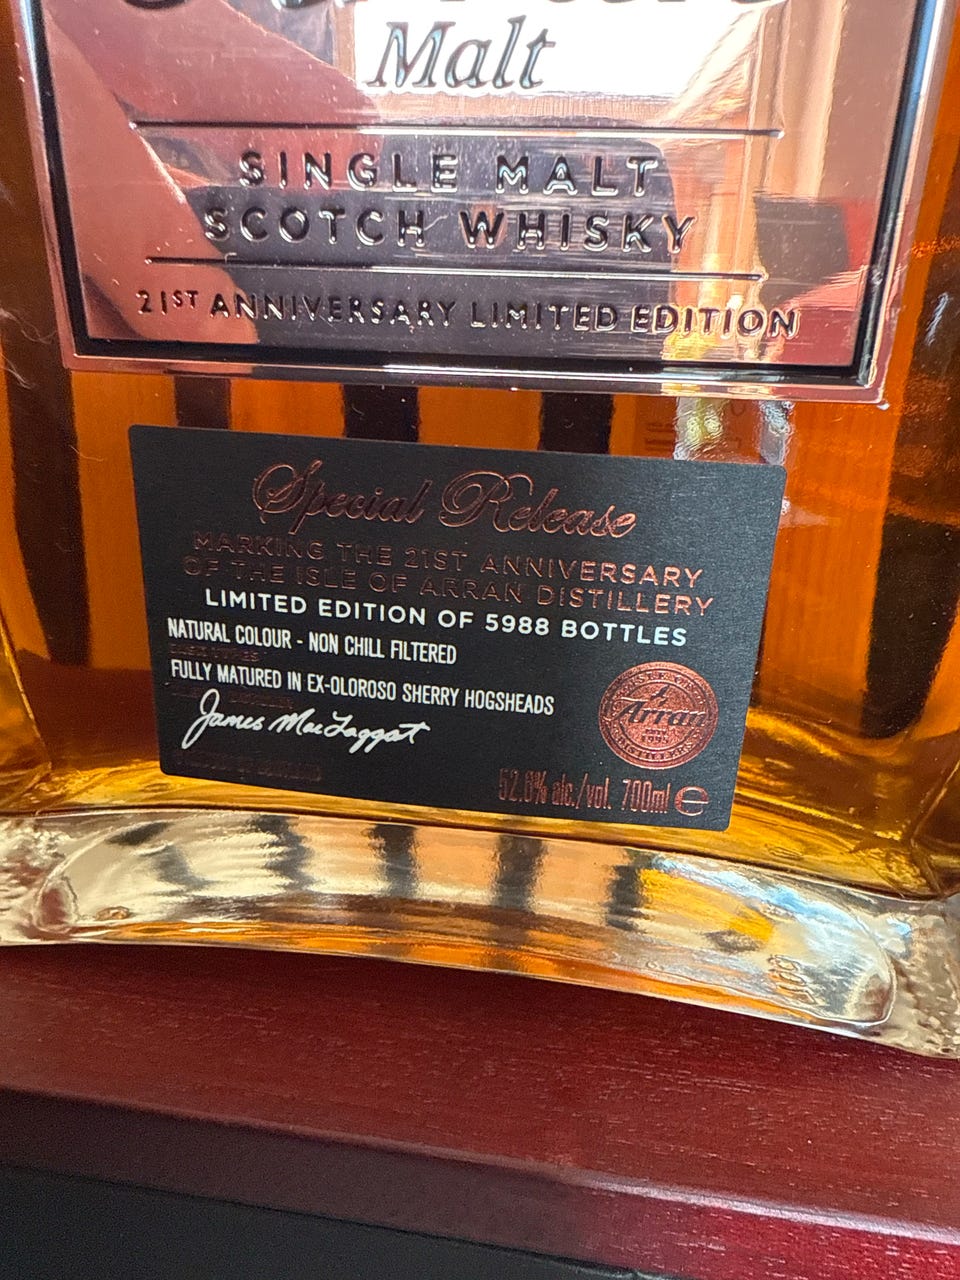 Malt
SINGLE MALT
SCOTCH WHISKY
21ST ANNIVERSARY LIMITED EDITION
Special Release
MARKING THE 21ST ANNIVERSARY
OF THE ISLE OF ARRAN DISTILLERY
LIMITED EDITION OF 5988 BOTTLES
NATURAL COLOUR - NON CHILL FILTERED
FULLY MATURED IN EX-OLOROSO SHERRY HOGSHEADS
James MacTaggart
Arran
1995
52.6% alc./vol. 700ml e